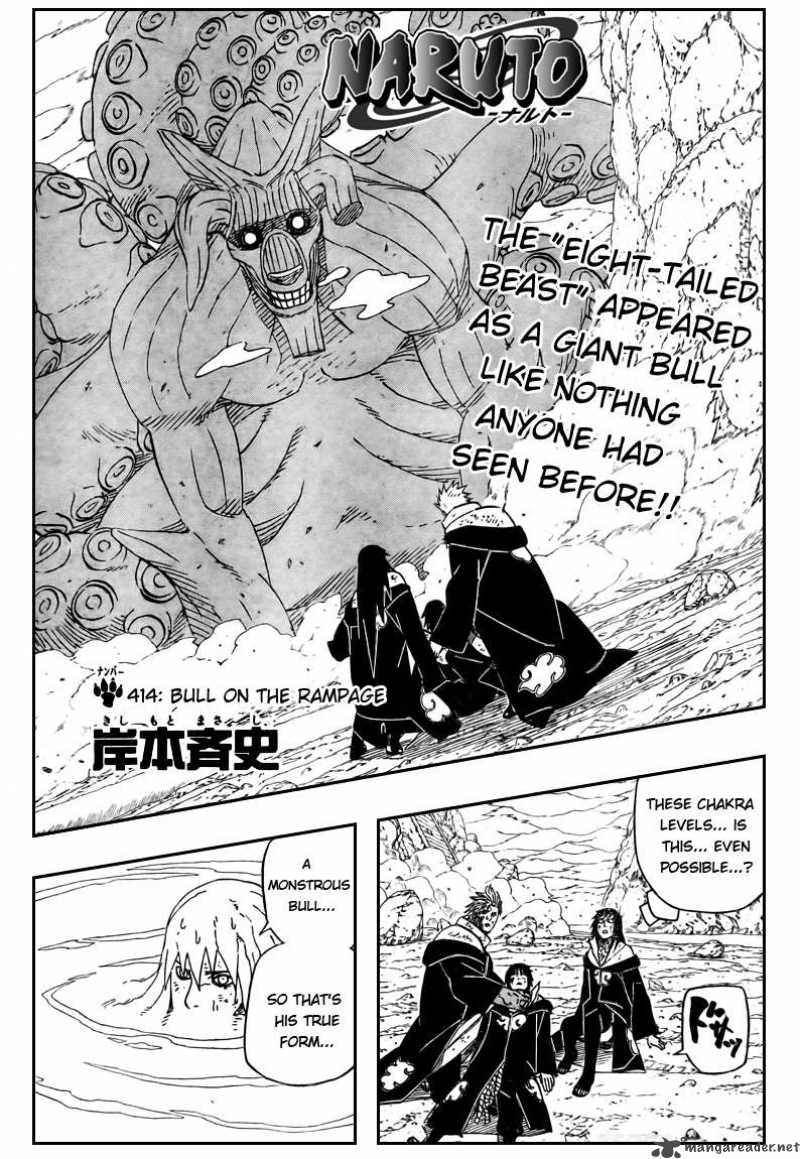 NARUTO
-ナルト-
THE "EIGHT-TAILED
BEAST" APPEARED
AS A GIANT BULL
LIKE NOTHING
ANYONE HAD
SEEN BEFORE!!
ナンバー
414: BULL ON THE RAMPAGE
きし もと まさ し
岸本斉史
THESE CHAKRA
LEVELS... IS
THIS... EVEN
POSSIBLE...?
A
MONSTROUS
BULL...
SO THAT'S
HIS TRUE
FORM...
mangareader.net